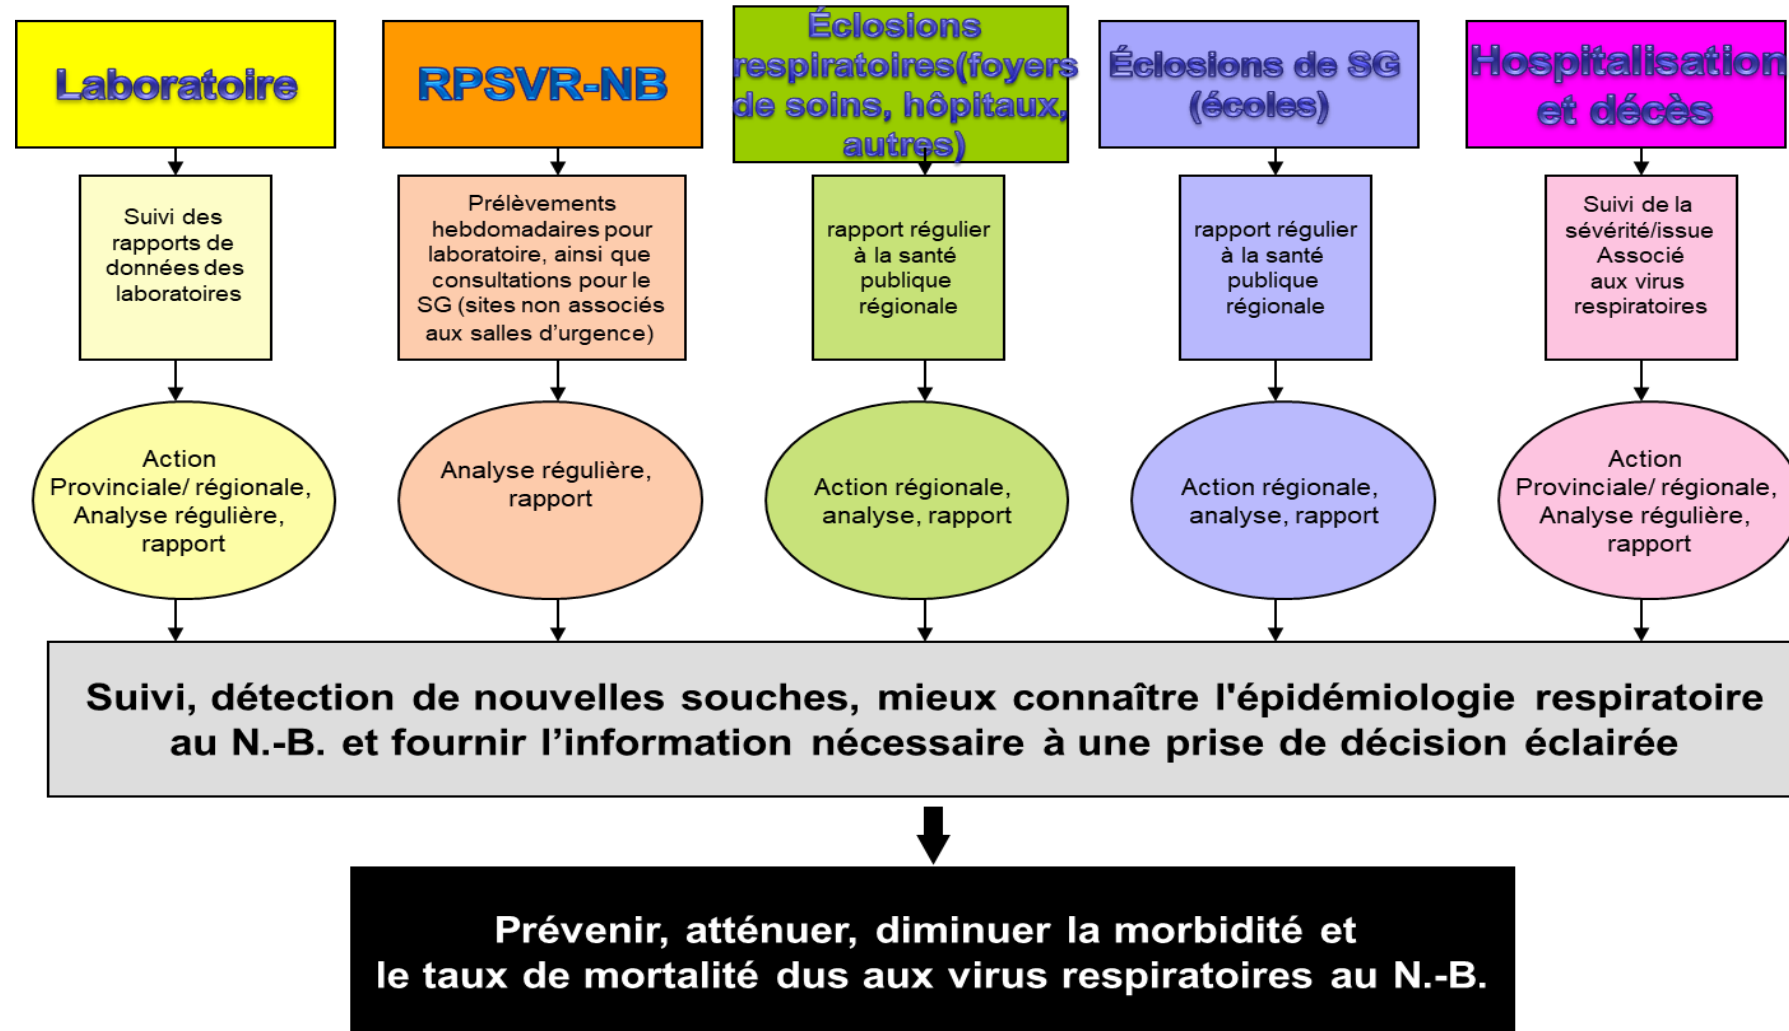 Laboratoire
RPSVR-NB
Éclosions
respiratoires(foyers
de soins, hôpitaux,
autres)
Éclosions de SG
(écoles)
Hospitalisation
et décès
Suivi des
rapports de
données des
laboratoires
Prélèvements
hebdomadaires pour
laboratoire, ainsi que
consultations pour le
SG (sites non associés
aux salles d’urgence)
rapport régulier
à la santé
publique
régionale
rapport régulier
à la santé
publique
régionale
Suivi de la
sévérité/issue
Associé
aux virus
respiratoires
Action
Provinciale/ régionale,
Analyse régulière,
rapport
Analyse régulière,
rapport
Action régionale,
analyse, rapport
Action régionale,
analyse, rapport
Action
Provinciale/ régionale,
Analyse régulière,
rapport
Suivi, détection de nouvelles souches, mieux connaître l'épidémiologie respiratoire
au N.-B. et fournir l’information nécessaire à une prise de décision éclairée
Prévenir, atténuer, diminuer la morbidité et
le taux de mortalité dus aux virus respiratoires au N.-B.